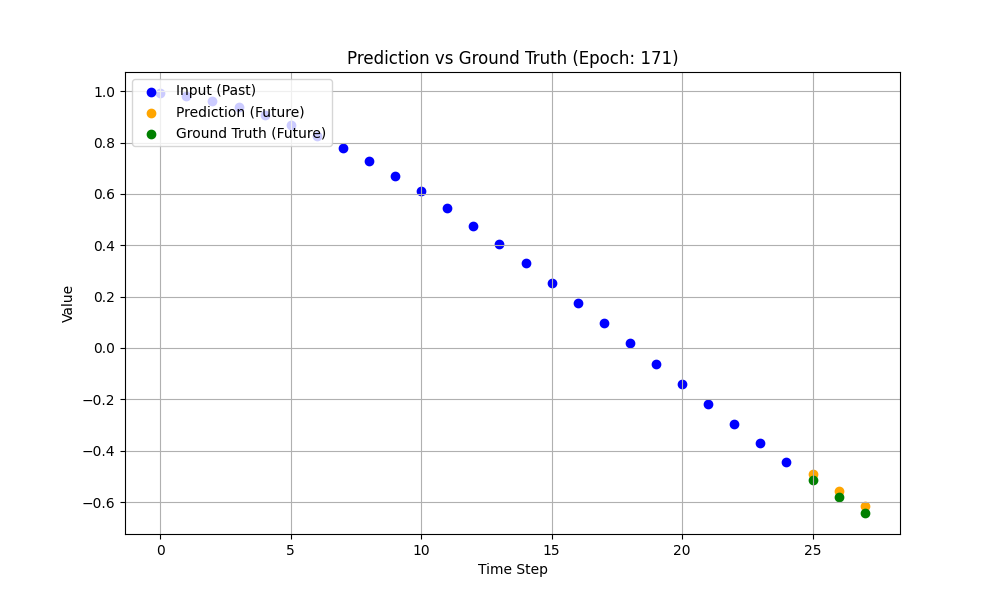 Prediction vs Ground Truth (Epoch: 171)
Input (Past)
Prediction (Future)
Ground Truth (Future)
1.0
0.8
0.6
0.4
0.2
0.0
−0.2
−0.4
−0.6
Value
0 5 10 15 20 25
Time Step